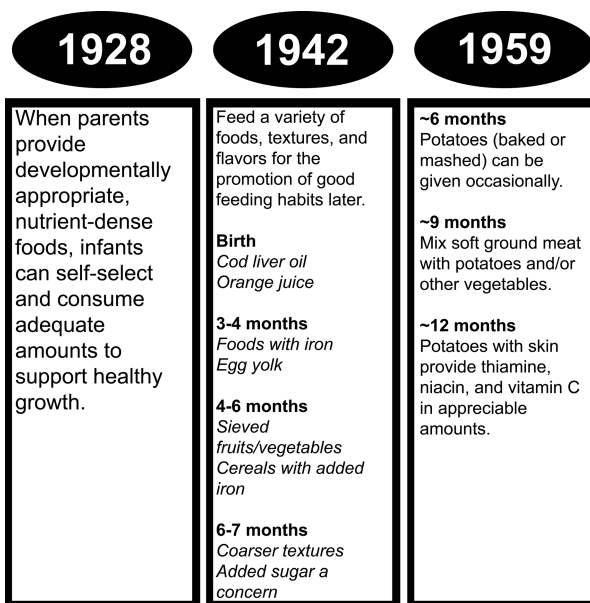 1928
When parents
provide
developmentally
appropriate,
nutrient-dense
foods, infants
can self-select
and consume
adequate
amounts to
support healthy
growth.
1942
Feed a variety of
foods, textures, and
flavors for the
promotion of good
feeding habits later.
Birth
Cod liver oil
Orange juice
3-4 months
Foods with iron
Egg yolk
4-6 months
Sieved
fruits/vegetables
Cereals with added
iron
6-7 months
Coarser textures
Added sugar a
concern
1959
~6 months
Potatoes (baked or
mashed) can be
given occasionally.
~9 months
Mix soft ground meat
with potatoes and/or
other vegetables.
~12 months
Potatoes with skin
provide thiamine,
niacin, and vitamin C
in appreciable
amounts.